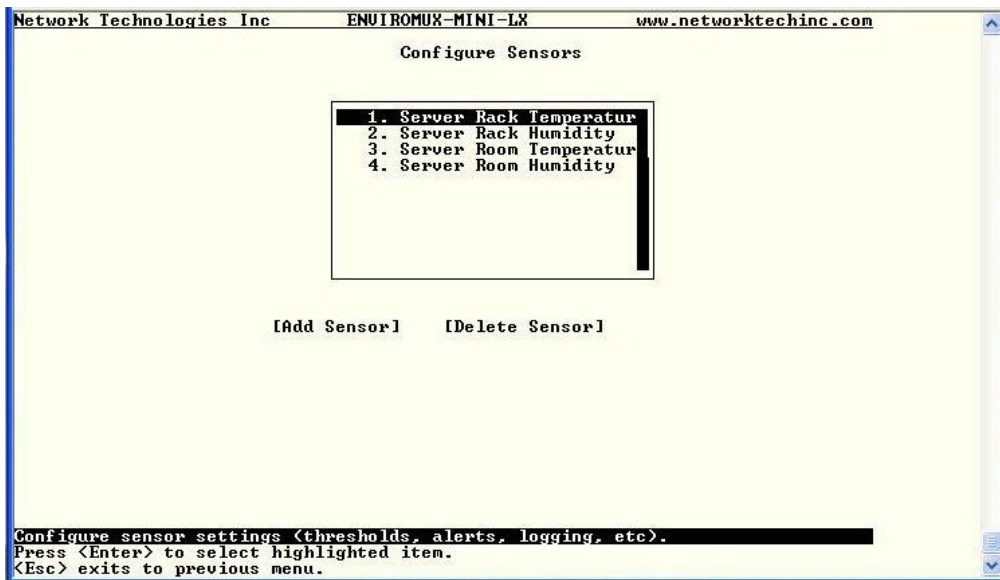 Network Technologies Inc ENVIROMUX-MINI-LX www.networktechinc.com
Configure Sensors
1. Server Rack Temperatur
2. Server Rack Humidity
3. Server Room Temperatur
4. Server Room Humidity
[Add Sensor] [Delete Sensor]
Configure sensor settings (thresholds, alerts, logging, etc).
Press <Enter> to select highlighted item.
<Esc> exits to previous menu.